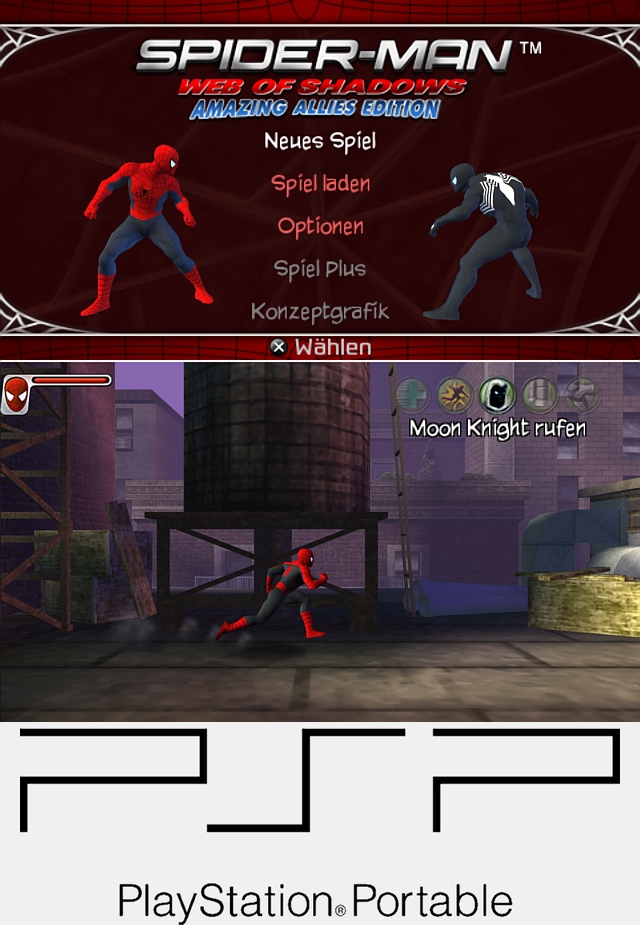 SPIDER-MAN™
WEB OF SHADOWS
AMAZING ALLIES EDITION
Neues Spiel
Spiel laden
Optionen
Spiel Plus
Konzeptgrafik
Wählen
Moon Knight rufen
PSP
PlayStation®Portable